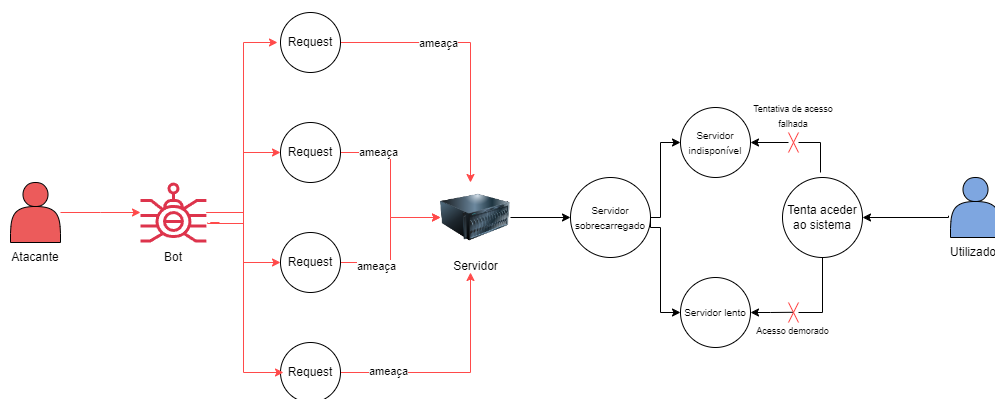 Request
ameaça
Request
ameaça
Request
ameaça
Request
ameaça
Atacante
Bot
Servidor
Servidor
sobrecarregado
Servidor
indisponível
Servidor lento
Tentativa de acesso
falhada
Acesso demorado
Tenta aceder
ao sistema
Utilizado